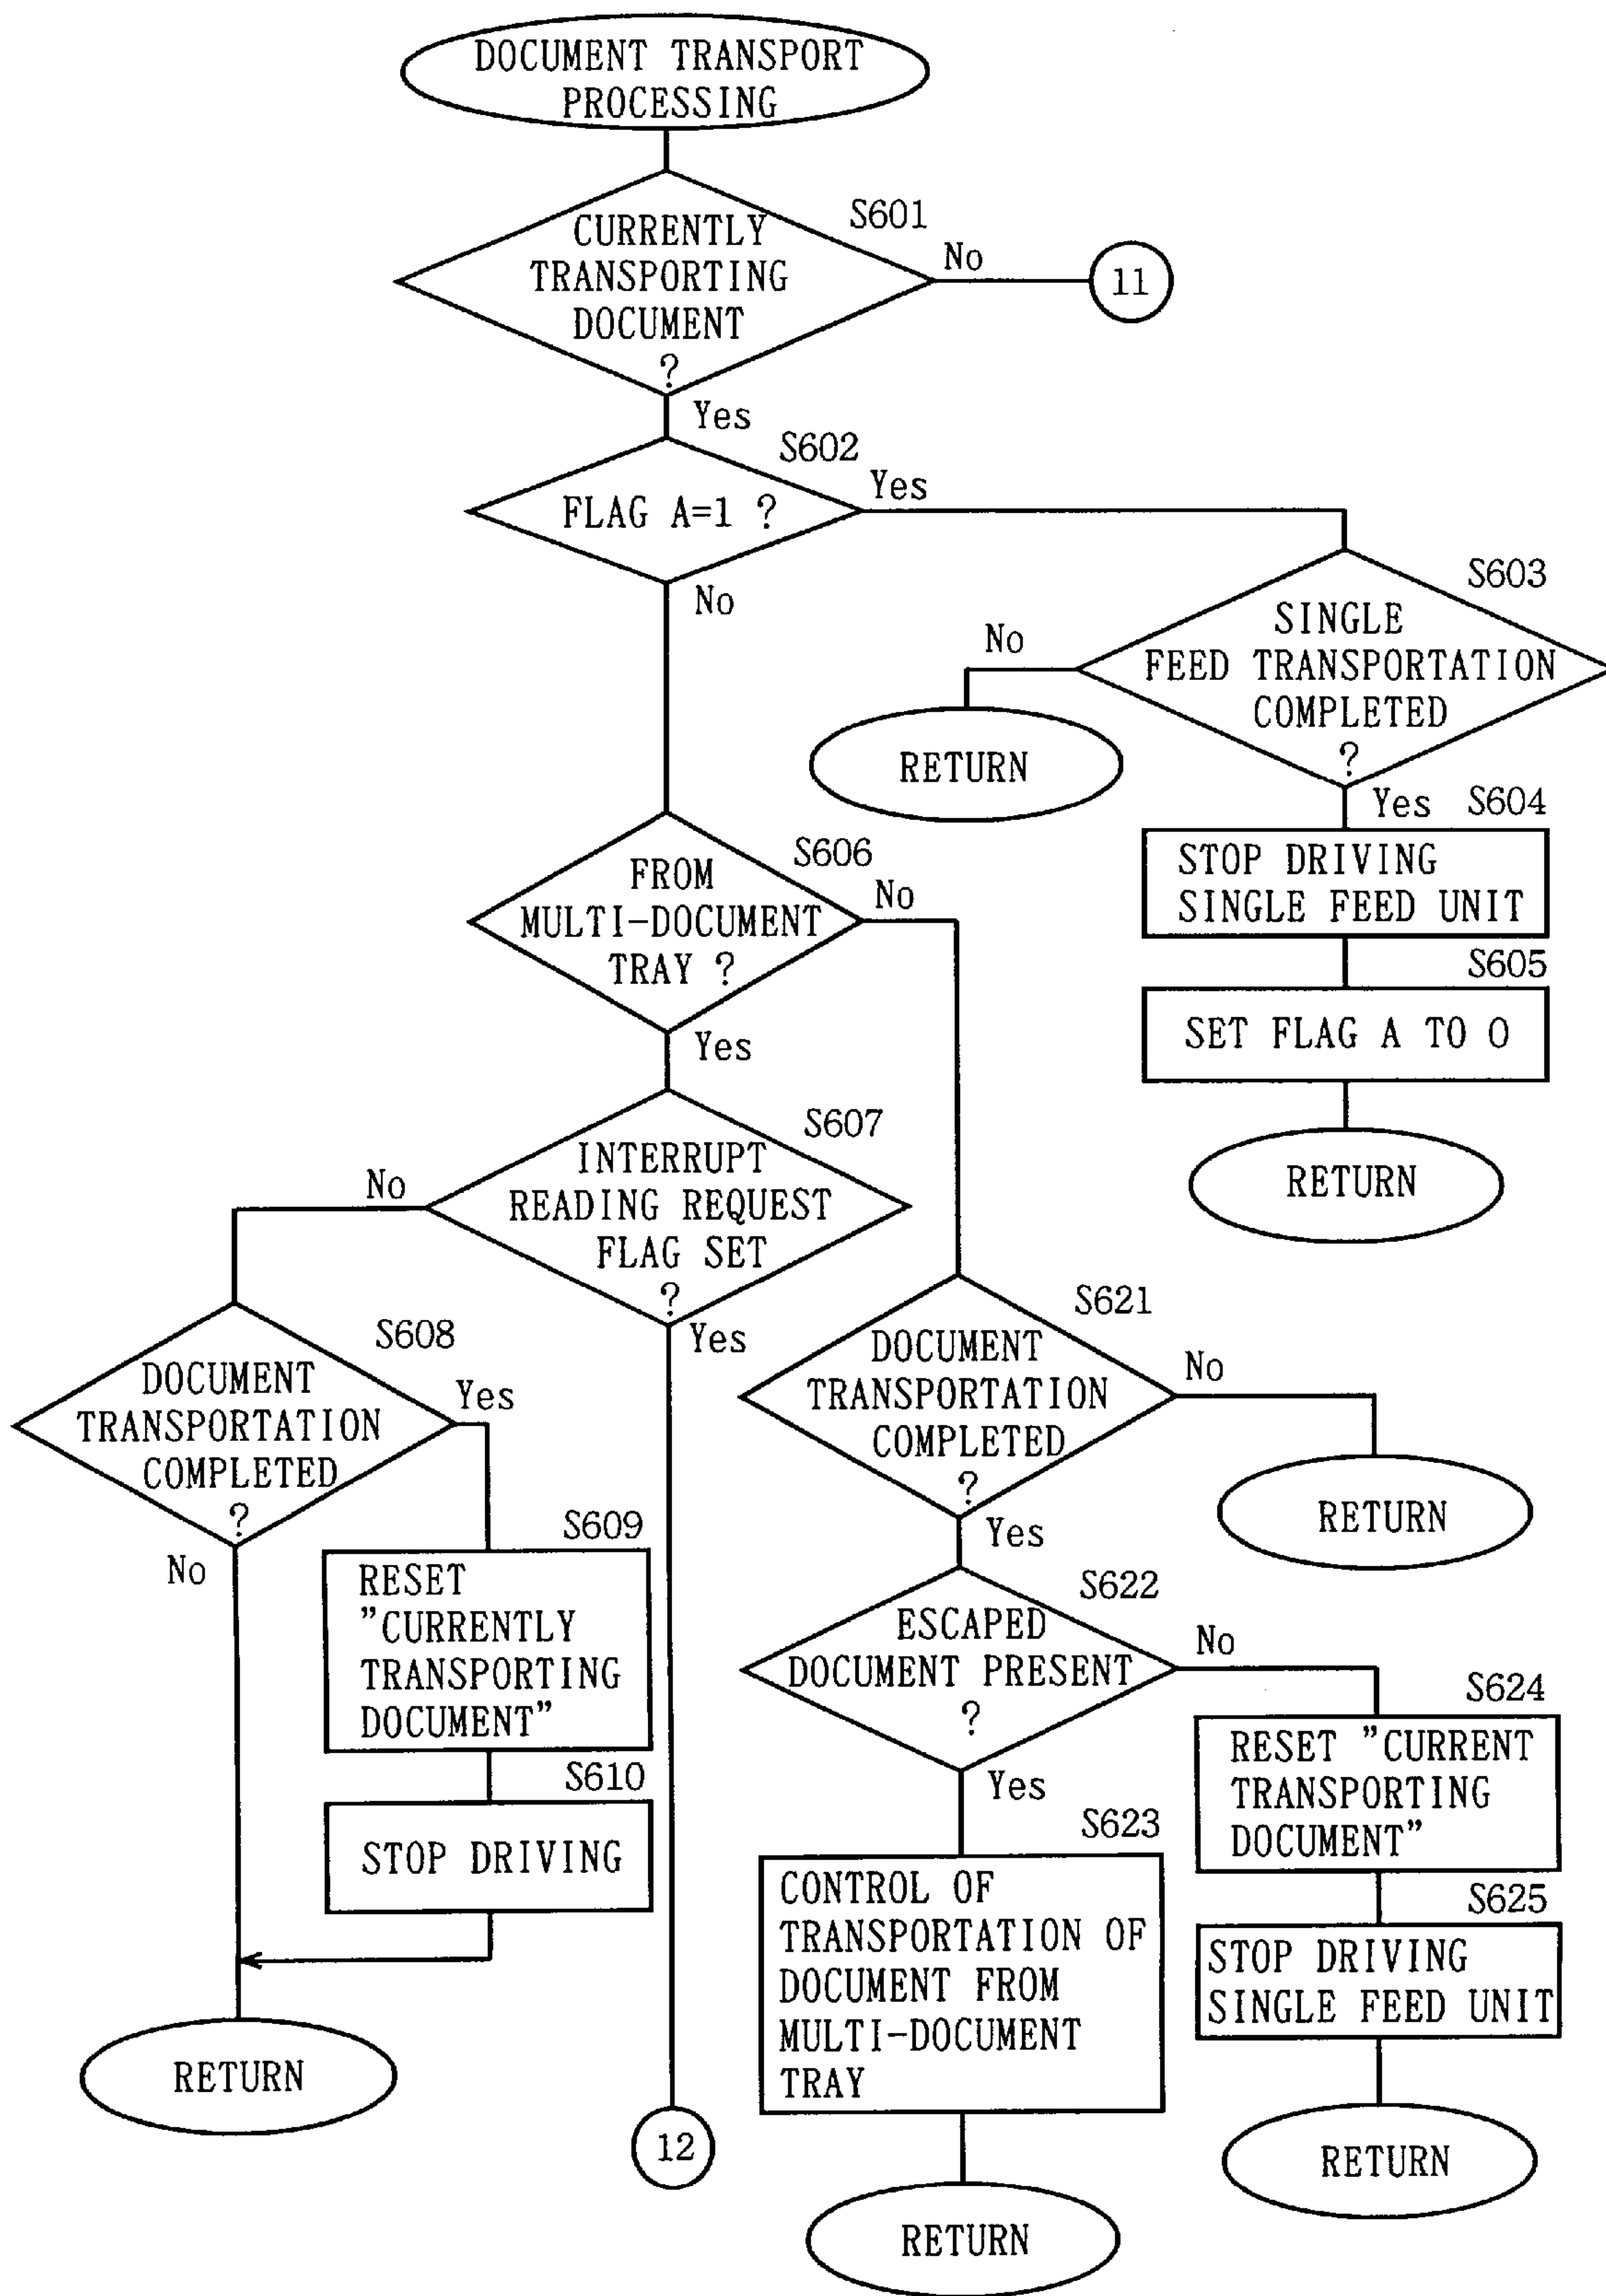 DOCUMENT TRANSPORT
PROCESSING
S601
CURRENTLY
TRANSPORTING
DOCUMENT
?
No
11
Yes
S602
FLAG A=1 ?
Yes
No
S603
SINGLE
FEED TRANSPORTATION
COMPLETED
?
No
RETURN
Yes
S604
STOP DRIVING
SINGLE FEED UNIT
S605
SET FLAG A TO 0
RETURN
S606
FROM
MULTI-DOCUMENT
TRAY ?
No
Yes
S607
INTERRUPT
READING REQUEST
FLAG SET
?
No
Yes
S608
DOCUMENT
TRANSPORTATION
COMPLETED
?
Yes
No
S609
RESET
"CURRENTLY
TRANSPORTING
DOCUMENT"
S610
STOP DRIVING
RETURN
12
S621
DOCUMENT
TRANSPORTATION
COMPLETED
?
No
RETURN
Yes
S622
ESCAPED
DOCUMENT PRESENT
?
No
Yes
S623
CONTROL OF
TRANSPORTATION OF
DOCUMENT FROM
MULTI-DOCUMENT
TRAY
RETURN
S624
RESET "CURRENT
TRANSPORTING
DOCUMENT"
S625
STOP DRIVING
SINGLE FEED UNIT
RETURN